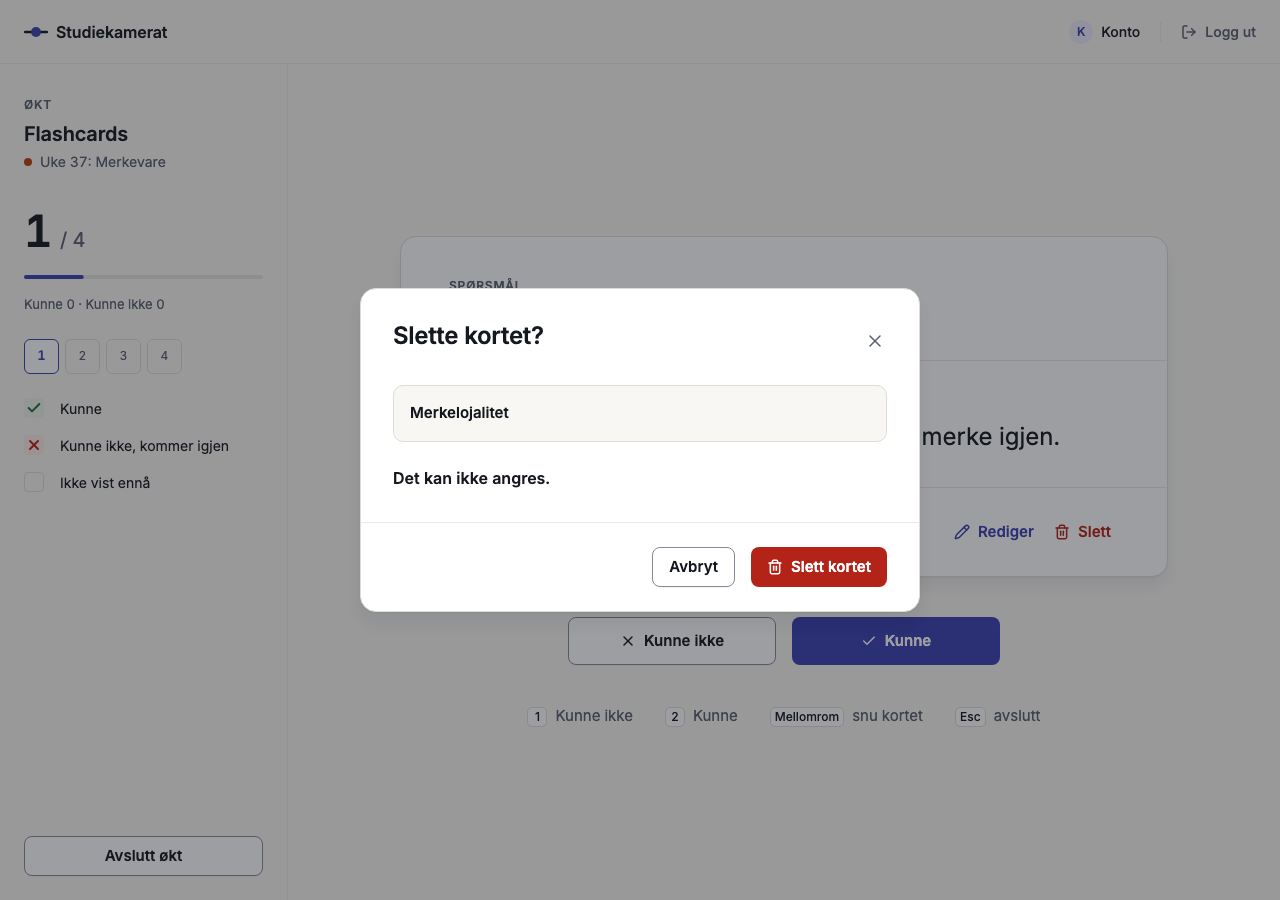 Studiekamerat
K Konto
Logg ut
ØKT
Flashcards
Uke 37: Merkevare
1 / 4
Kunne 0 · Kunne ikke 0
1 2 3 4
Kunne
Kunne ikke, kommer igjen
Ikke vist ennå
Avslutt økt
SPØRSMÅL
merke igjen.
Rediger
Slett
Slette kortet?
Merkelojalitet
Det kan ikke angres.
Avbryt
Slett kortet
Kunne ikke
Kunne
1 Kunne ikke 2 Kunne Mellomrom snu kortet Esc avslutt